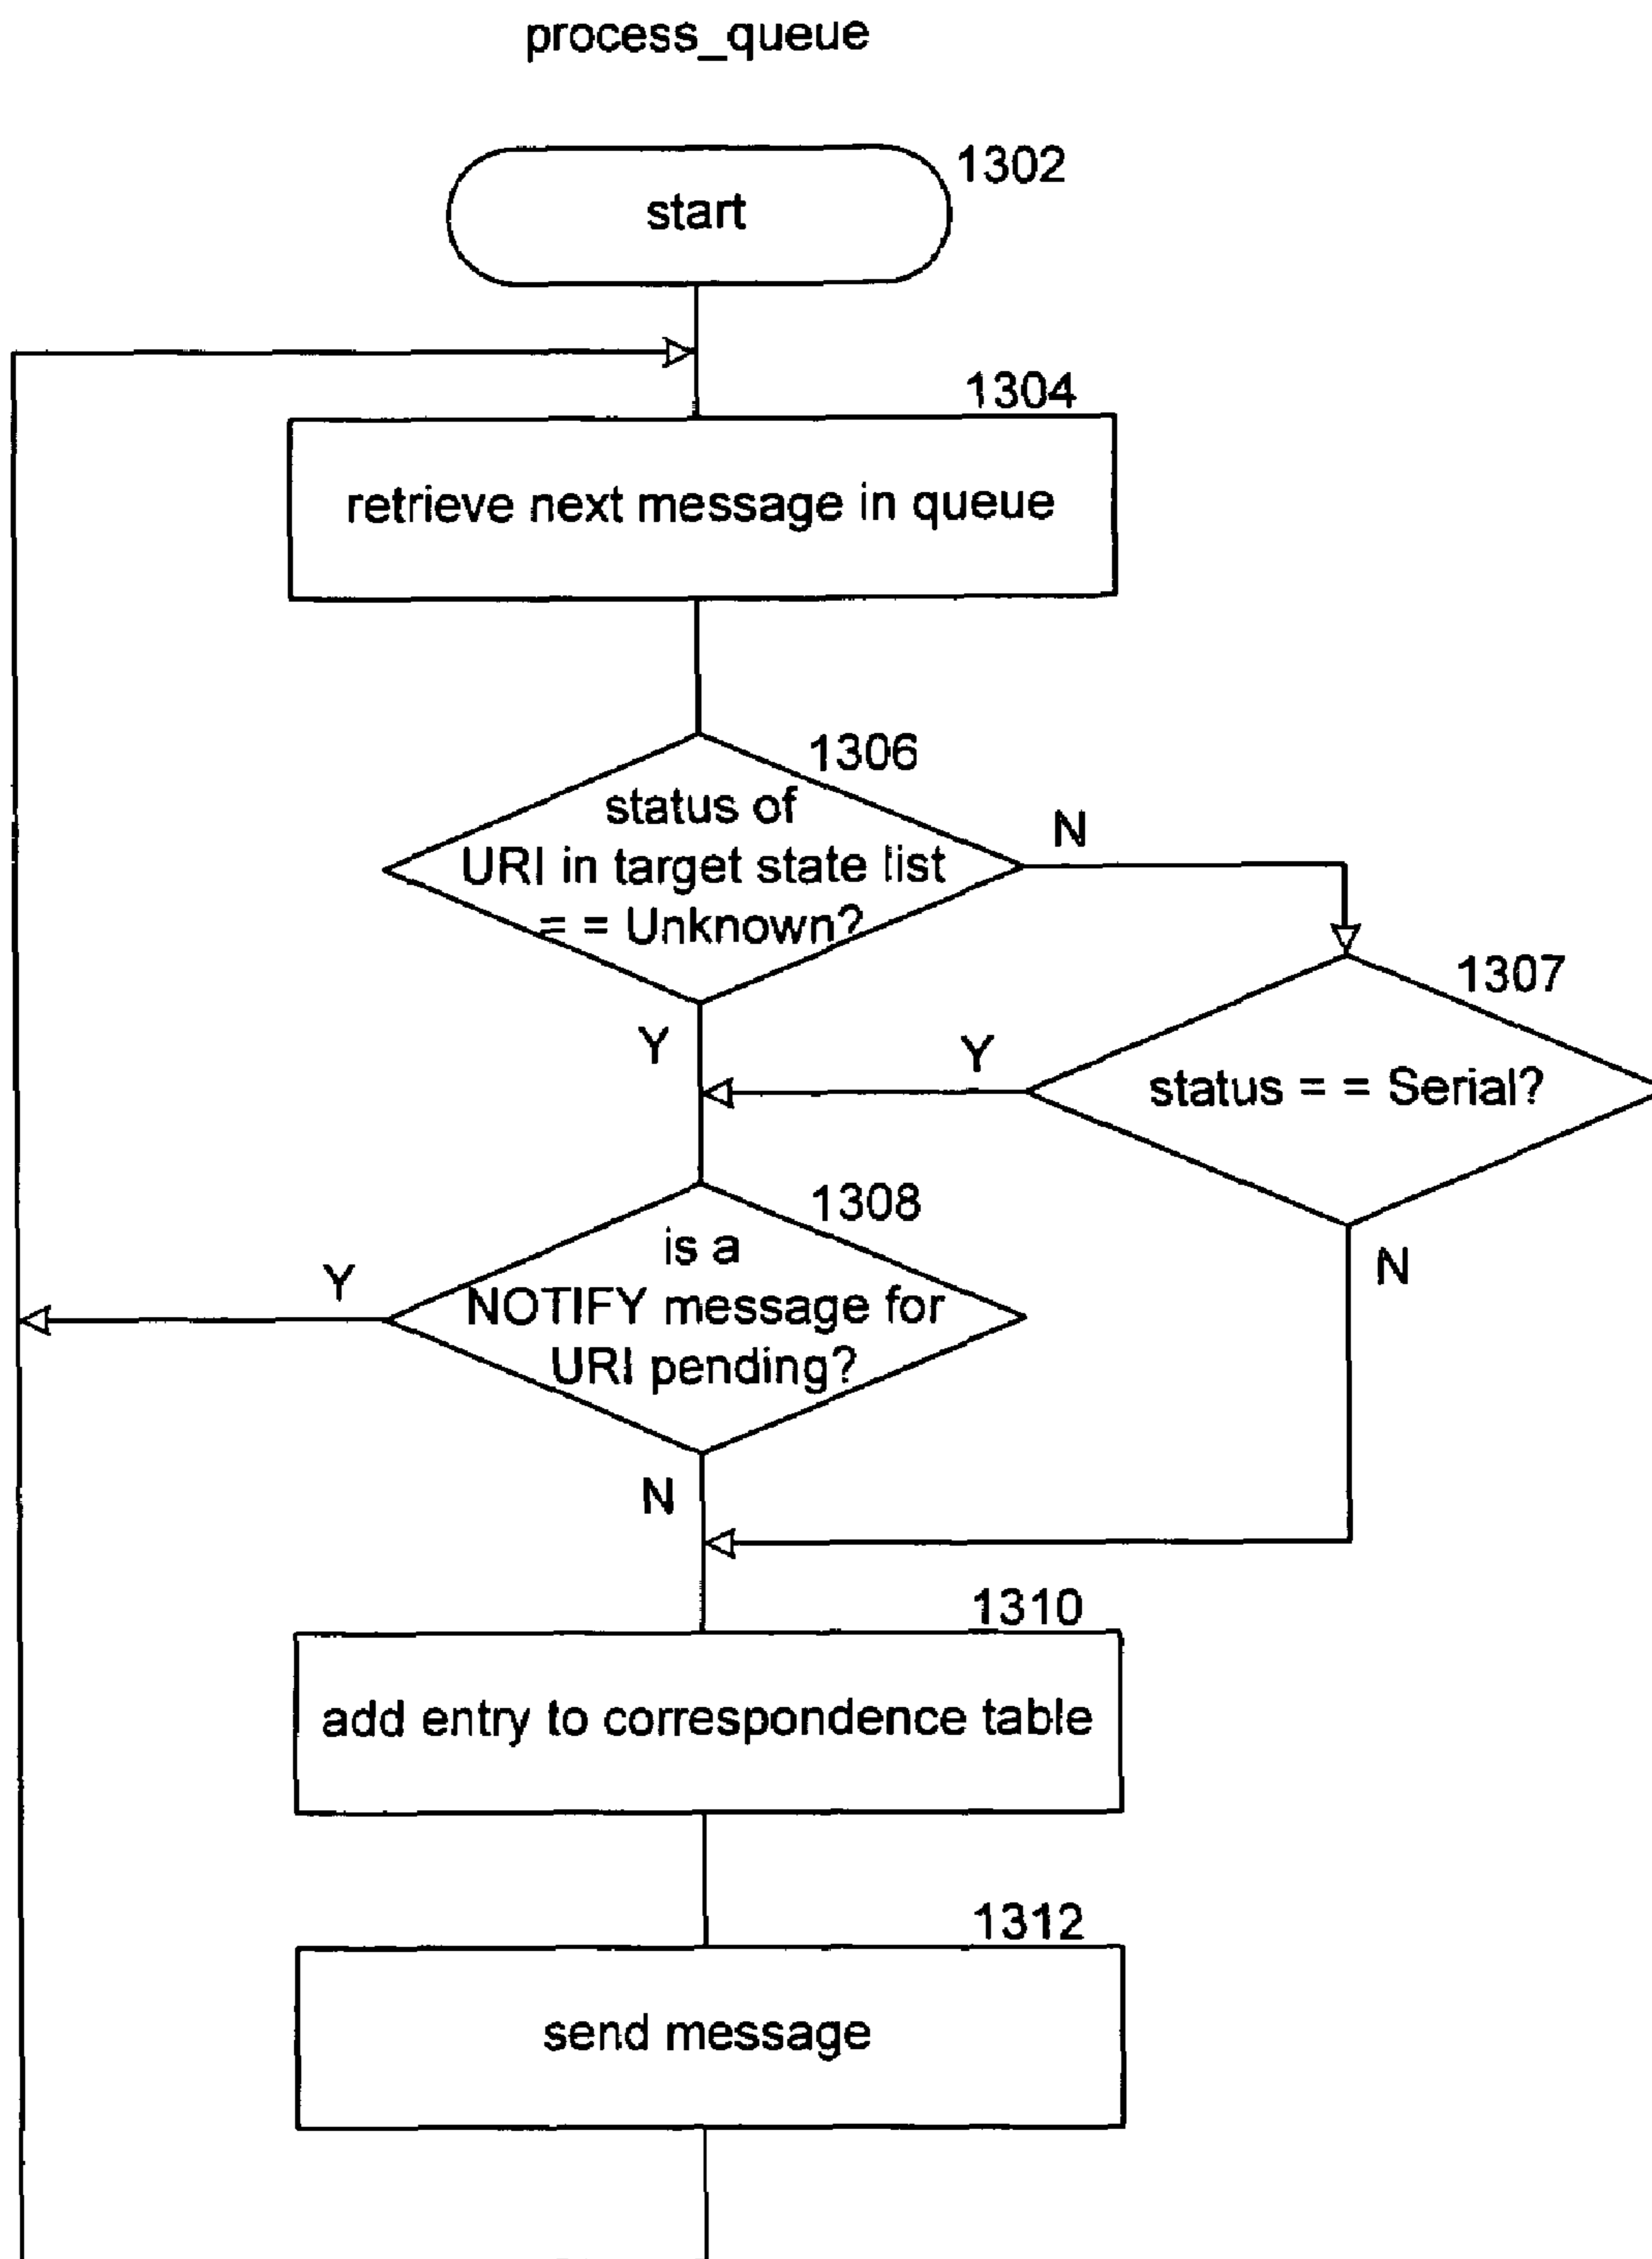 process_queue
1302
start
1304
retrieve next message in queue
1306
status of
URI in target state list
= = Unknown?
N
1307
Y
Y
status = = Serial?
1308
is a
NOTIFY message for
URI pending?
Y
N
N
1310
add entry to correspondence table
1312
send message